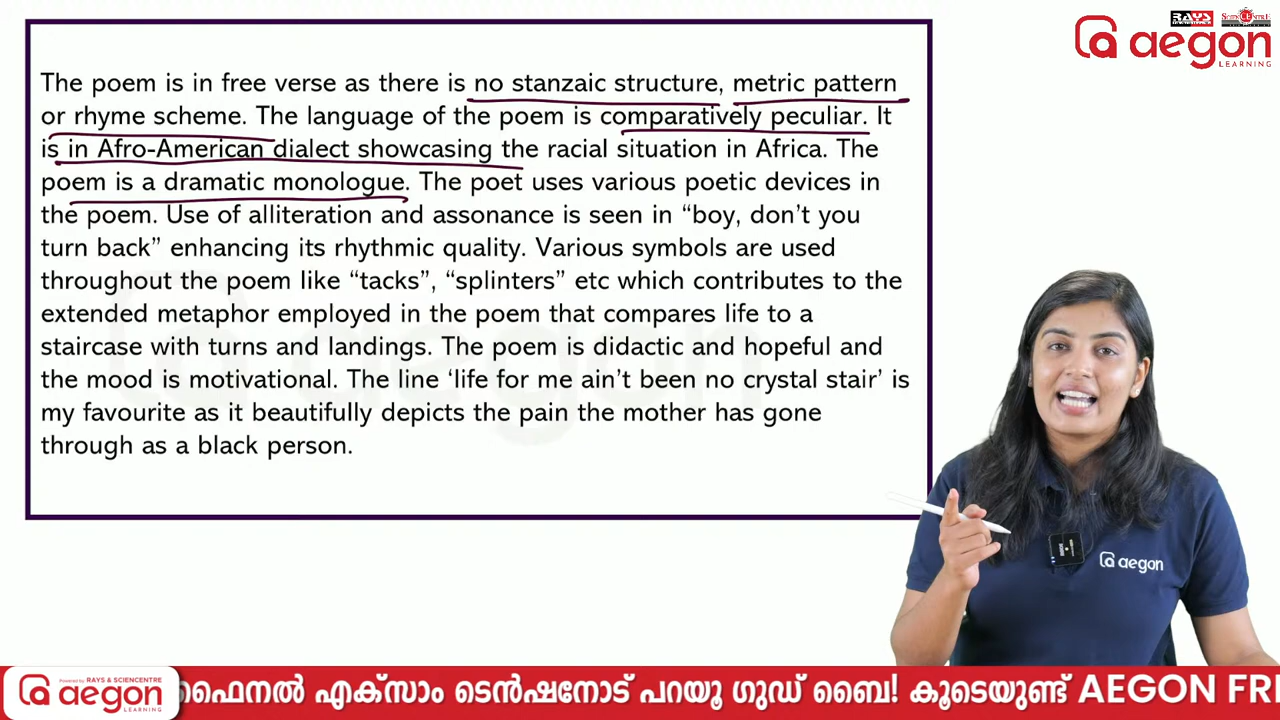 RAYS
SCIENCENTRE
aegon
LEARNING
The poem is in free verse as there is no stanzaic structure, metric pattern
or rhyme scheme. The language of the poem is comparatively peculiar. It
is in Afro-American dialect showcasing the racial situation in Africa. The
poem is a dramatic monologue. The poet uses various poetic devices in
the poem. Use of alliteration and assonance is seen in “boy, don’t you
turn back” enhancing its rhythmic quality. Various symbols are used
throughout the poem like “tacks”, “splinters” etc which contributes to the
extended metaphor employed in the poem that compares life to a
staircase with turns and landings. The poem is didactic and hopeful and
the mood is motivational. The line ‘life for me ain’t been no crystal stair’ is
my favourite as it beautifully depicts the pain the mother has gone
through as a black person.
aegon
Powered by RAYS & SCIENCENTRE
aegon
LEARNING
ഫൈനൽ എക്സാം ടെൻഷനോട് പറയൂ ഗുഡ് ബൈ! കൂടെയുണ്ട് AEGON FRI